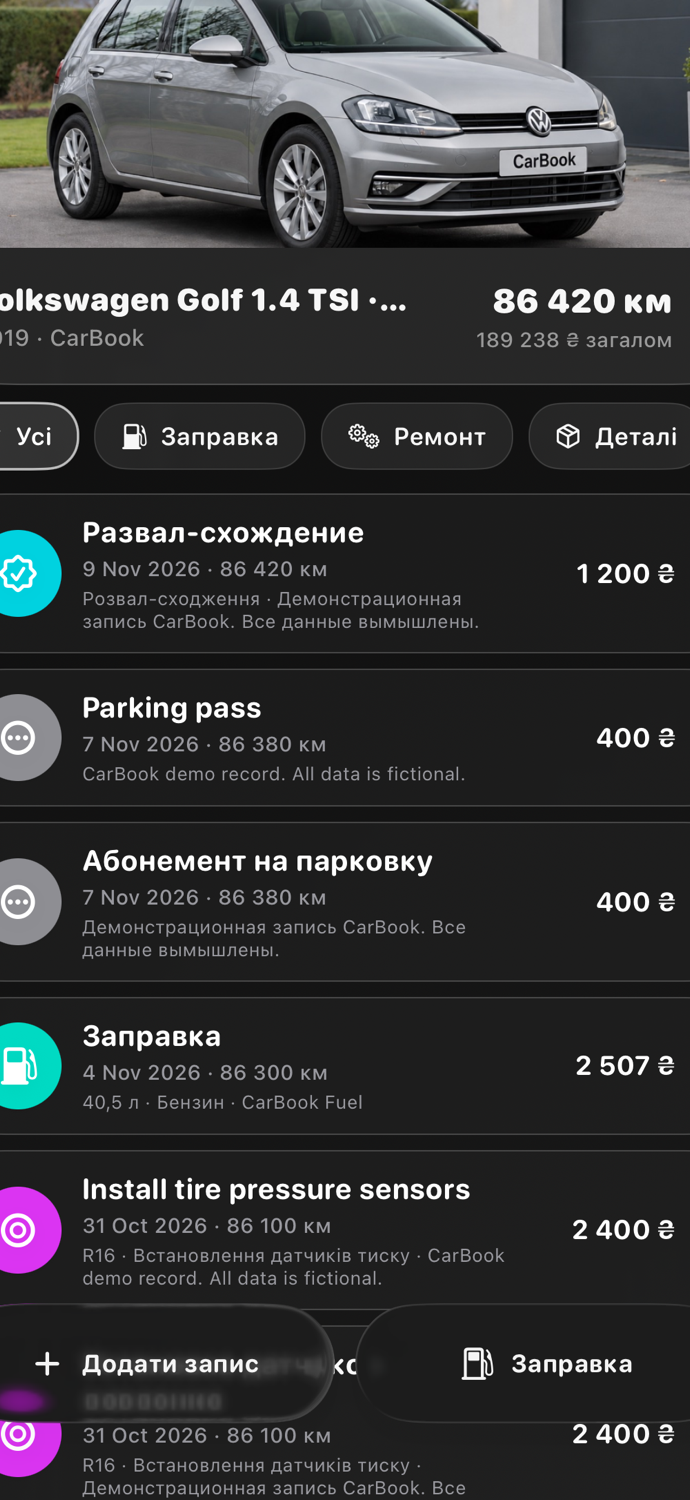 CarBook
olkswagen Golf 1.4 TSI ·...
86 420 км
019 · CarBook
189 238 ₴ загалом
Усі
Заправка
Ремонт
Деталі
Развал-схождение
9 Nov 2026 · 86 420 км
1 200 ₴
Розвал-сходження · Демонстрационная
запись CarBook. Все данные вымышлены.
Parking pass
7 Nov 2026 · 86 380 км
400 ₴
CarBook demo record. All data is fictional.
Абонемент на парковку
7 Nov 2026 · 86 380 км
400 ₴
Демонстрационная запись CarBook. Все
данные вымышлены.
Заправка
4 Nov 2026 · 86 300 км
2 507 ₴
40,5 л · Бензин · CarBook Fuel
Install tire pressure sensors
31 Oct 2026 · 86 100 км
2 400 ₴
R16 · Встановлення датчиків тиску · CarBook
demo record. All data is fictional.
Додати запис
Заправка
31 Oct 2026 · 86 100 км
2 400 ₴
R16 · Встановлення датчиків тиску ·
Демонстрационная запись CarBook. Все